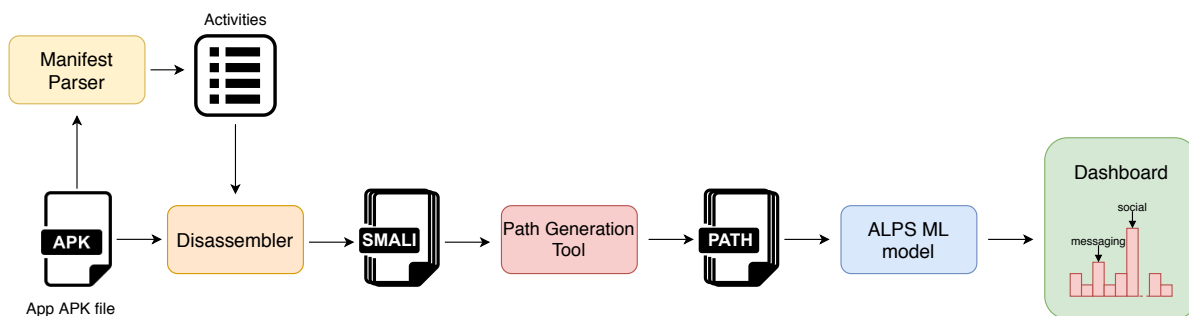 Activities
Manifest
Parser
APK
App APK file
Disassembler
SMALI
Path Generation
Tool
PATH
ALPS ML
model
Dashboard
social
messaging